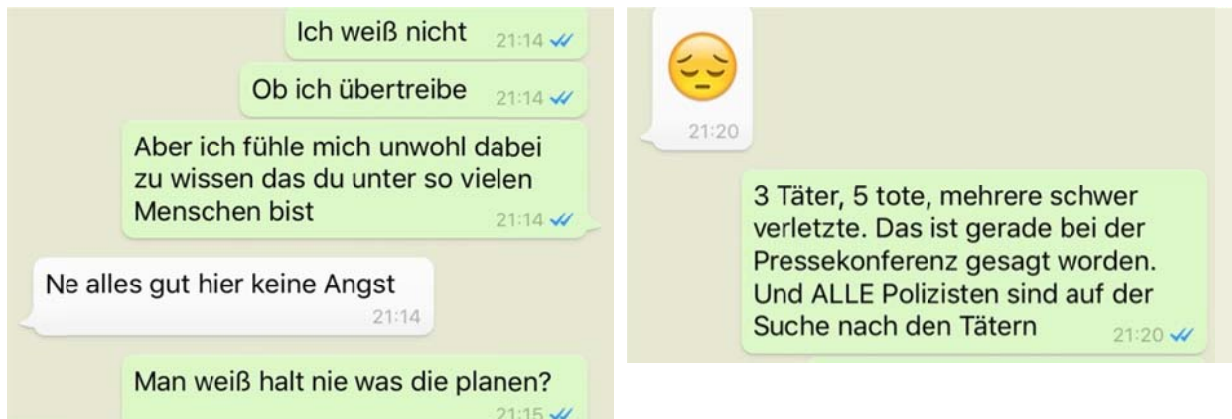 Ich weiß nicht 21:14
Ob ich übertreibe 21:14
Aber ich fühle mich unwohl dabei
zu wissen das du unter so vielen
Menschen bist 21:14
Ne alles gut hier keine Angst
21:14
Man weiß halt nie was die planen?
21:15
21:20
3 Täter, 5 tote, mehrere schwer
verletzte. Das ist gerade bei der
Pressekonferenz gesagt worden.
Und ALLE Polizisten sind auf der
Suche nach den Tätern 21:20